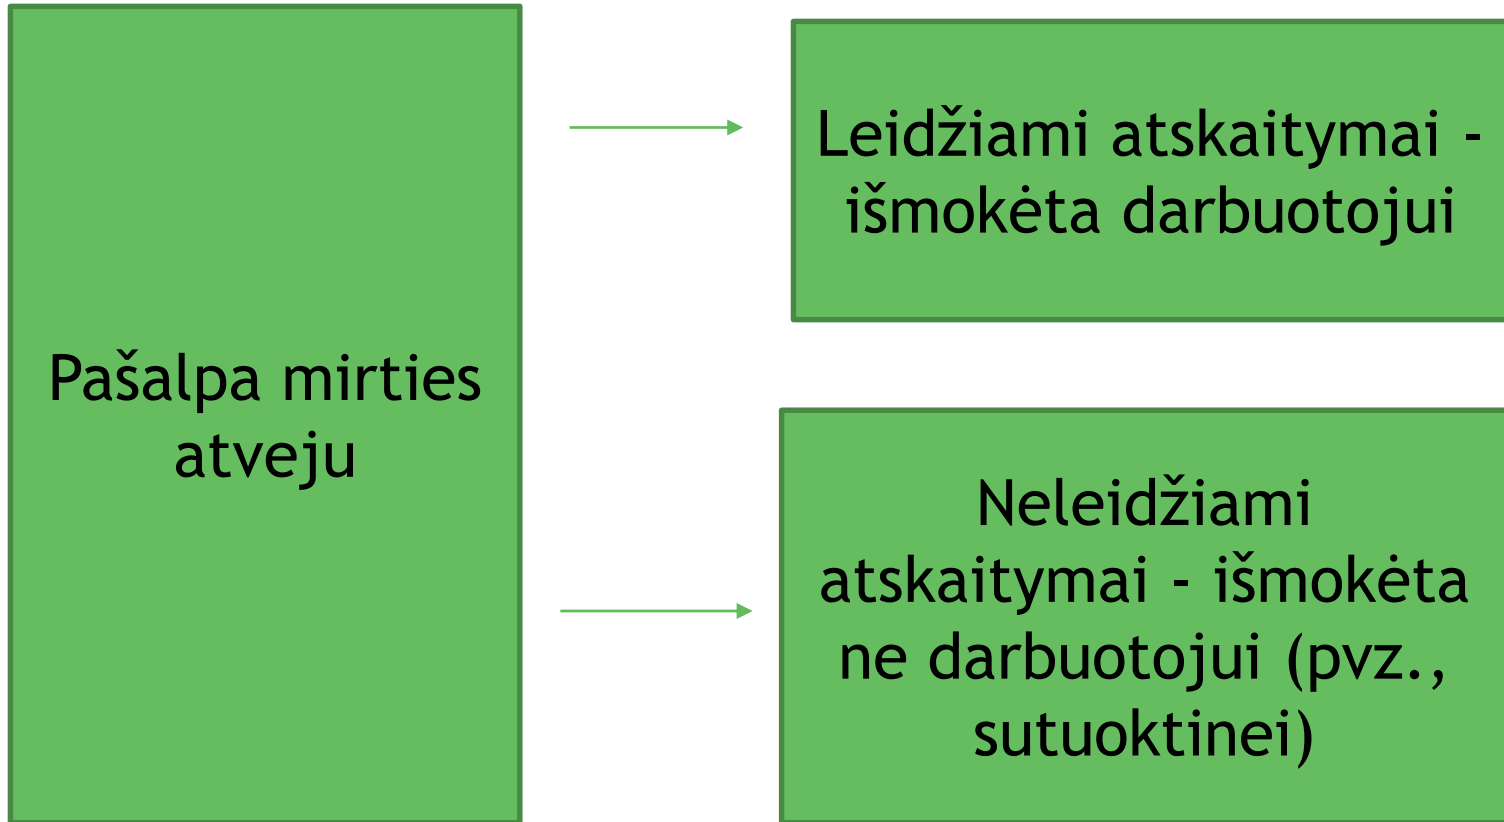 Pašalpa mirties
atveju
Leidžiami atskaitymai -
išmokėta darbuotojui
Neleidžiami
atskaitymai - išmokėta
ne darbuotojui (pvz.,
sutuoktinei)